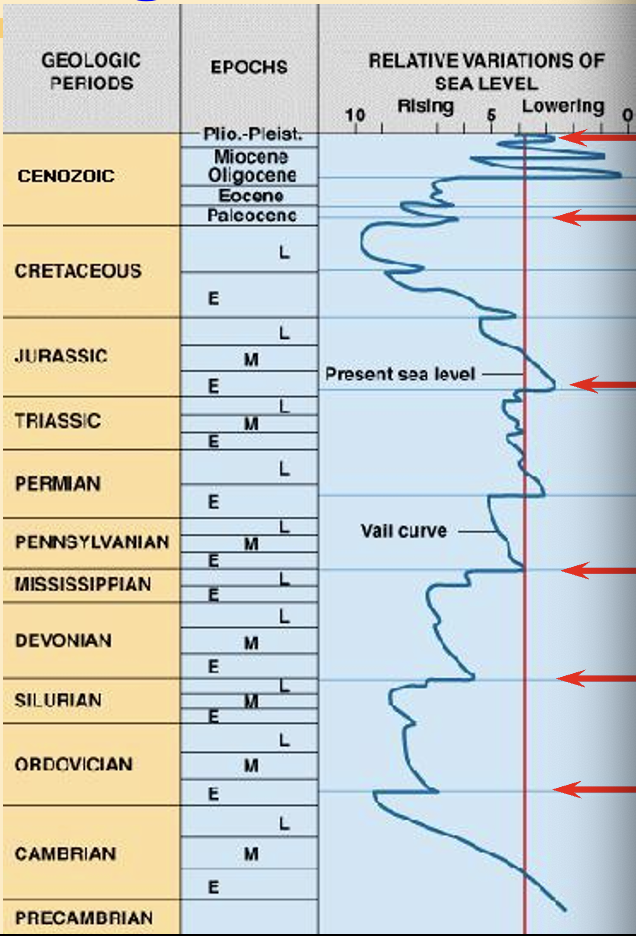 GEOLOGIC
PERIODS
EPOCHS
RELATIVE VARIATIONS OF
SEA LEVEL
Rising
Lowering
10
5
0
CENOZOIC
Plio.-Pleist.
Miocene
Oligocene
Eocene
Paleocene
CRETACEOUS
L
E
JURASSIC
L
M
E
Present sea level
TRIASSIC
L
M
E
PERMIAN
L
E
PENNSYLVANIAN
L
M
E
Vail curve
MISSISSIPPIAN
L
E
DEVONIAN
L
M
E
SILURIAN
L
M
E
ORDOVICIAN
L
M
E
CAMBRIAN
L
M
E
PRECAMBRIAN